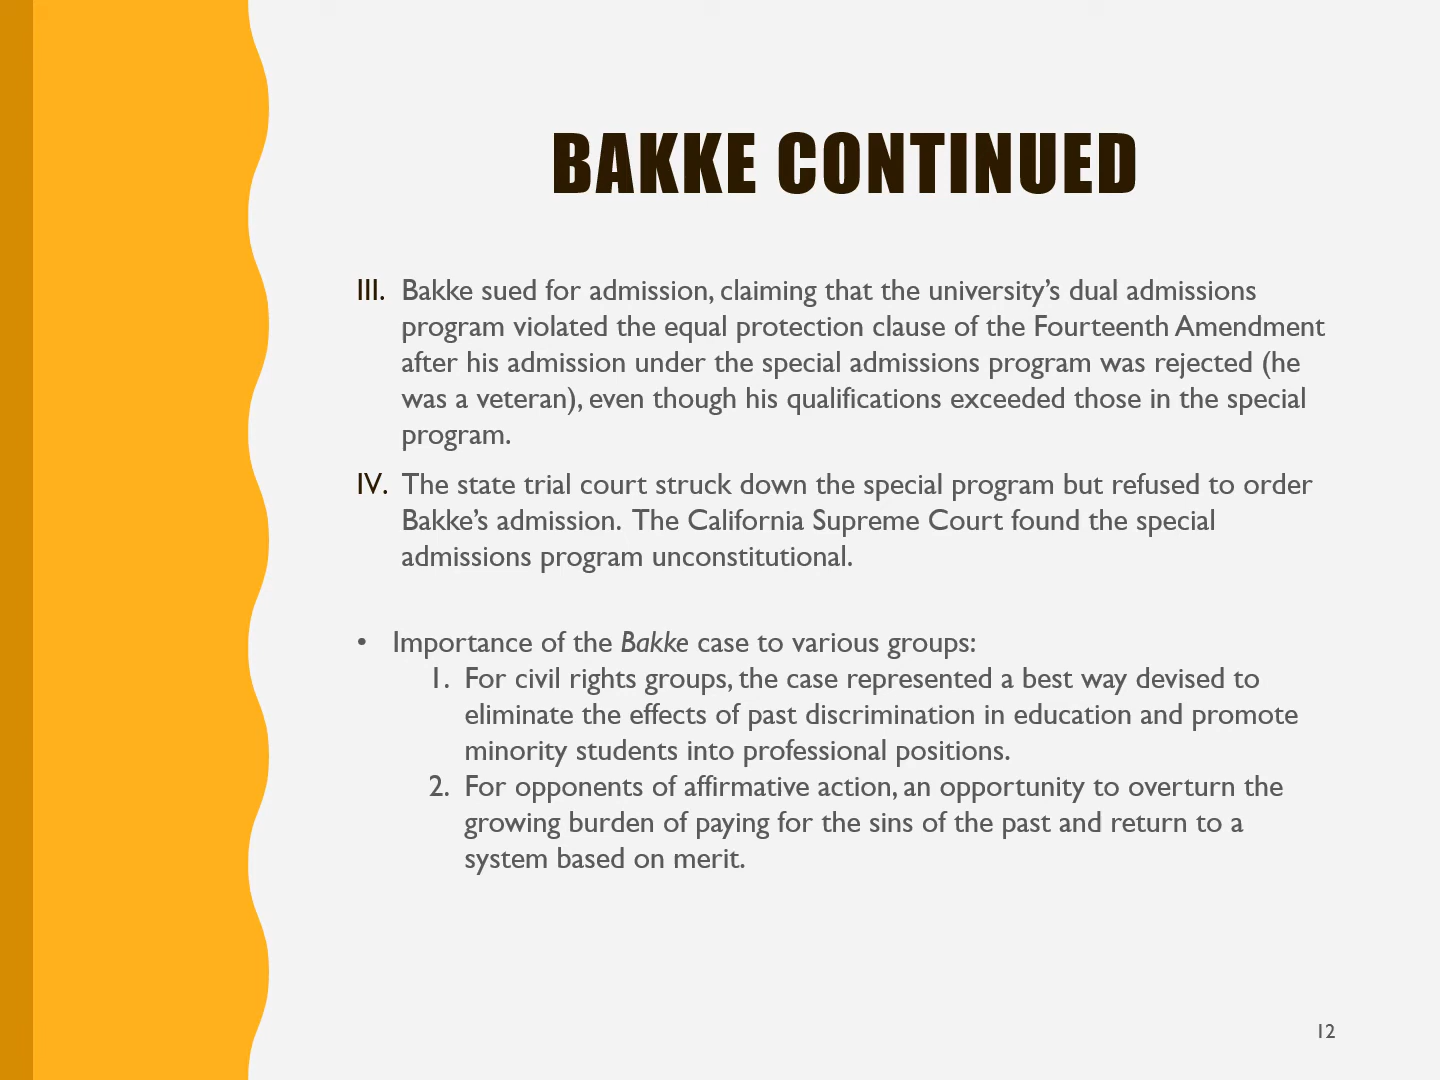 BAKKE CONTINUED
III. Bakke sued for admission, claiming that the university’s dual admissions
program violated the equal protection clause of the Fourteenth Amendment
after his admission under the special admissions program was rejected (he
was a veteran), even though his qualifications exceeded those in the special
program.
IV. The state trial court struck down the special program but refused to order
Bakke’s admission. The California Supreme Court found the special
admissions program unconstitutional.
• Importance of the Bakke case to various groups:
1. For civil rights groups, the case represented a best way devised to
eliminate the effects of past discrimination in education and promote
minority students into professional positions.
2. For opponents of affirmative action, an opportunity to overturn the
growing burden of paying for the sins of the past and return to a
system based on merit.
12